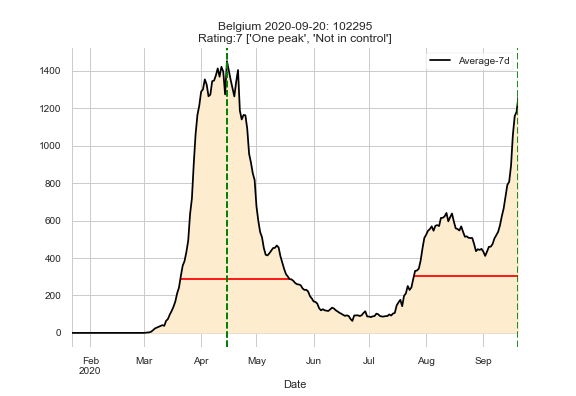 Belgium 2020-09-20: 102295
Rating:7 ['One peak', 'Not in control']
Average-7d
1400
1200
1000
800
600
400
200
0
Feb Mar Apr May Jun Jul Aug Sep
2020
Date